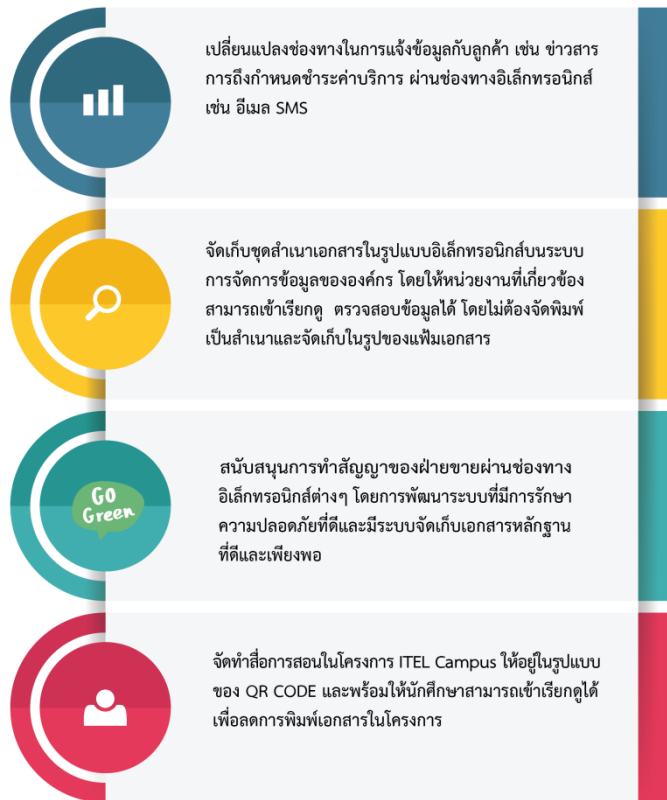 เปลี่ยนแปลงช่องทางในการแจ้งข้อมูลกับลูกค้า เช่น ข่าวสาร
การถึงกำหนดชำระค่าบริการ ผ่านช่องทางอิเล็กทรอนิกส์
เช่น อีเมล SMS
จัดเก็บชุดสำเนาเอกสารในรูปแบบอิเล็กทรอนิกส์บนระบบ
การจัดการข้อมูลขององค์กร โดยให้หน่วยงานที่เกี่ยวข้อง
สามารถเข้าเรียกดู ตรวจสอบข้อมูลได้ โดยไม่ต้องจัดพิมพ์
เป็นสำเนาและจัดเก็บในรูปของแฟ้มเอกสาร
Go
Green
สนับสนุนการทำสัญญาของฝ่ายขายผ่านช่องทาง
อิเล็กทรอนิกส์ต่างๆ โดยการพัฒนาระบบที่มีการรักษา
ความปลอดภัยที่ดีและมีระบบจัดเก็บเอกสารหลักฐาน
ที่ดีและเพียงพอ
จัดทำสื่อการสอนในโครงการ ITEL Campus ให้อยู่ในรูปแบบ
ของ QR CODE และพร้อมให้นักศึกษาสามารถเข้าเรียกดูได้
เพื่อลดการพิมพ์เอกสารในโครงการ